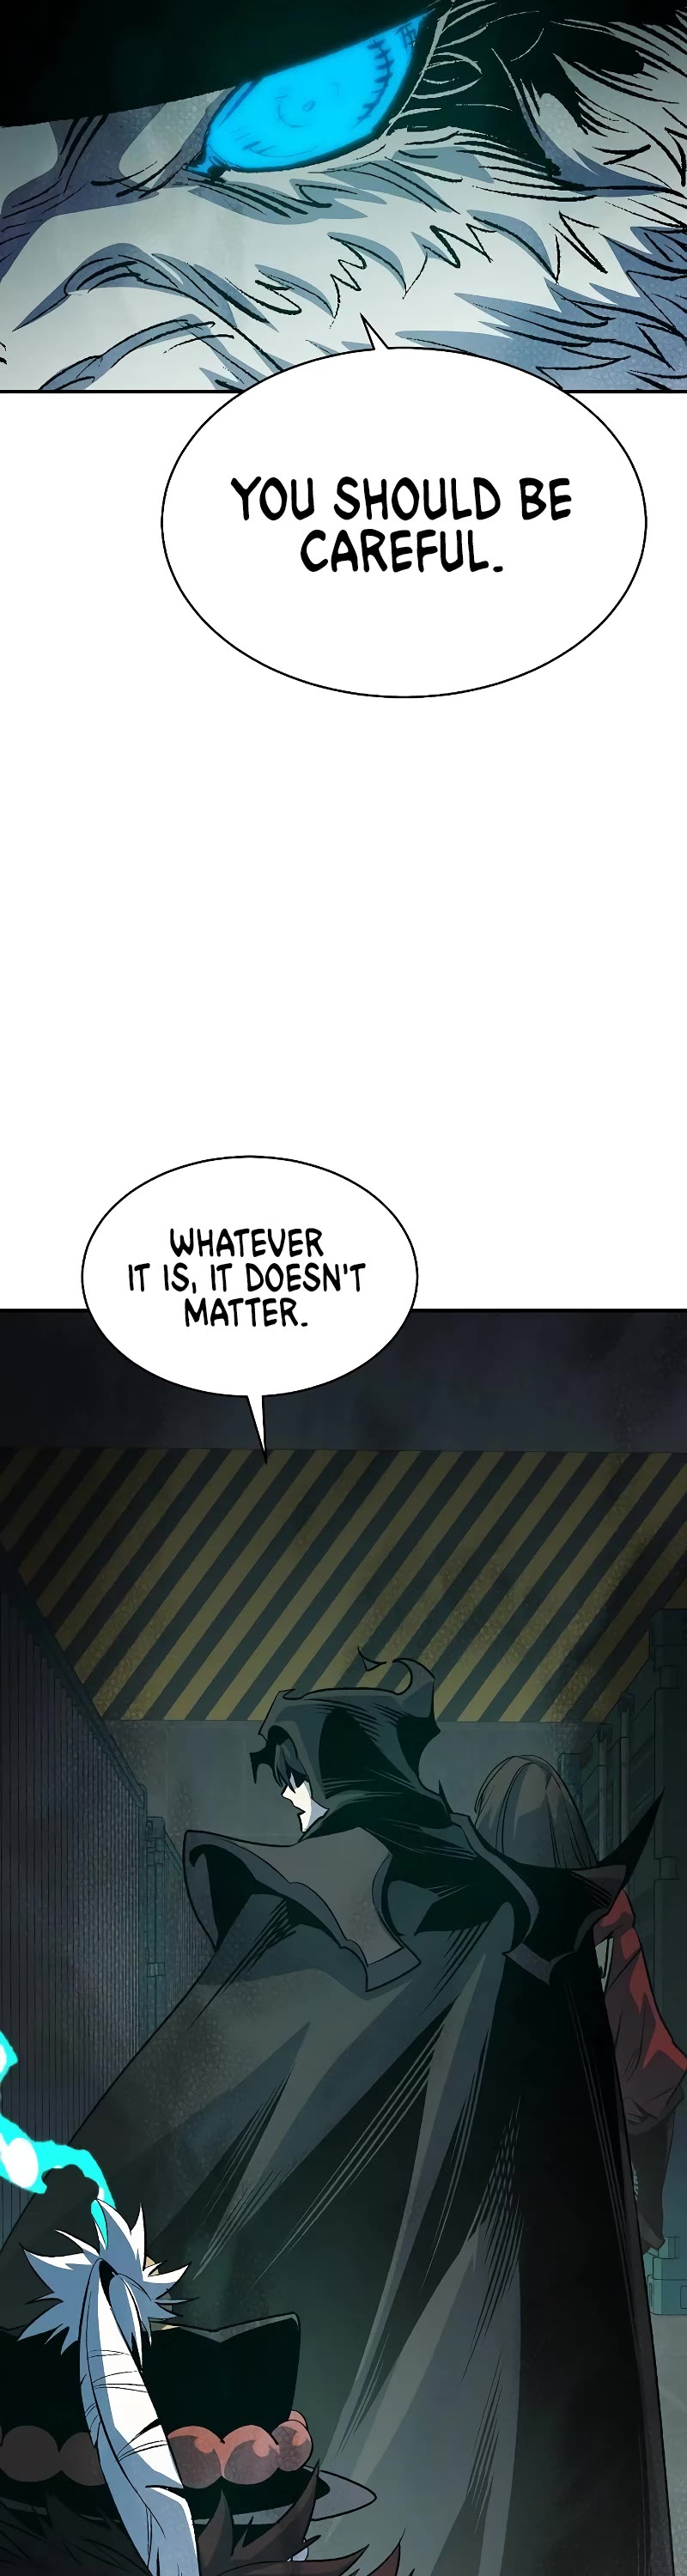 YOU SHOULD BE
CAREFUL.
WHATEVER
IT IS, IT DOESN'T
MATTER.